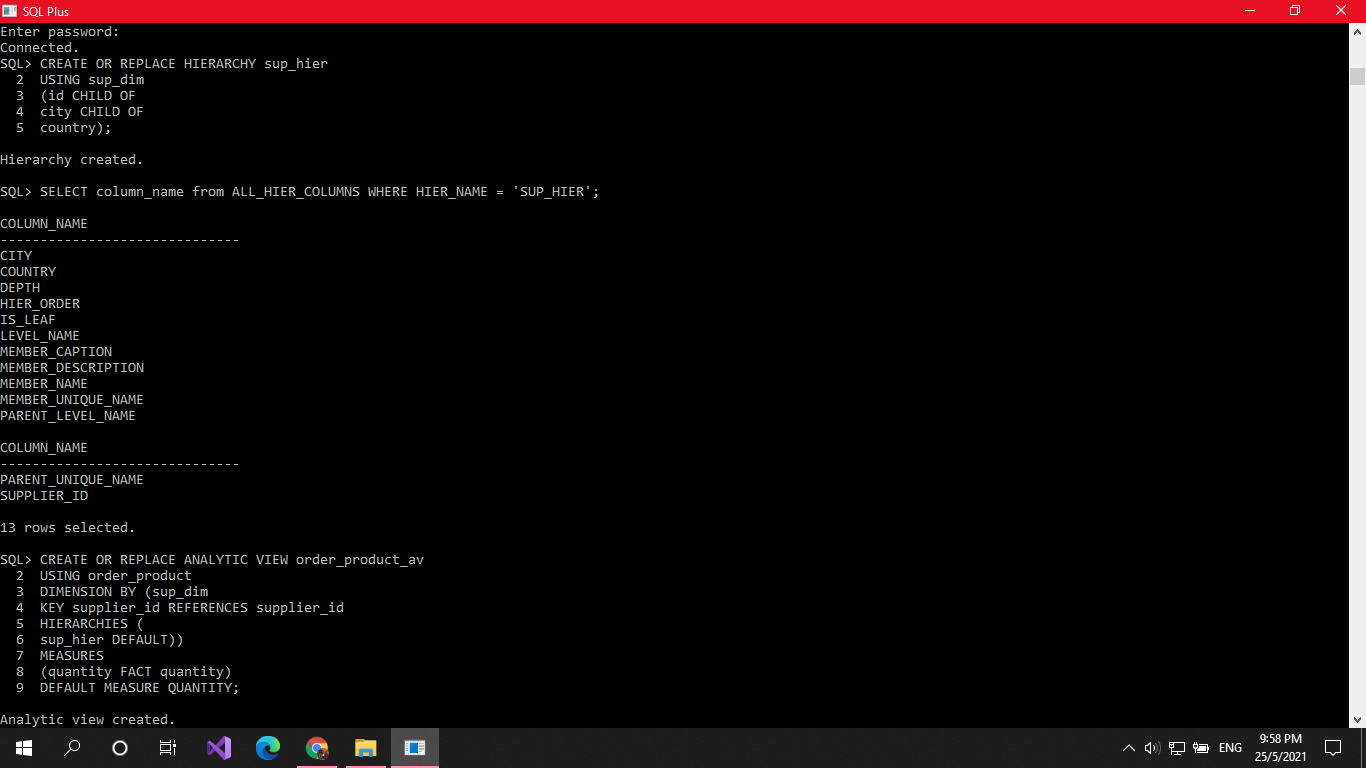 SQL Plus
Enter password:
Connected.
SQL> CREATE OR REPLACE HIERARCHY sup_hier
  2  USING sup_dim
  3  (id CHILD OF
  4  city CHILD OF
  5  country);
Hierarchy created.
SQL> SELECT column_name from ALL_HIER_COLUMNS WHERE HIER_NAME = 'SUP_HIER';
COLUMN_NAME
------------------------------
CITY
COUNTRY
DEPTH
HIER_ORDER
IS_LEAF
LEVEL_NAME
MEMBER_CAPTION
MEMBER_DESCRIPTION
MEMBER_NAME
MEMBER_UNIQUE_NAME
PARENT_LEVEL_NAME
COLUMN_NAME
------------------------------
PARENT_UNIQUE_NAME
SUPPLIER_ID
13 rows selected.
SQL> CREATE OR REPLACE ANALYTIC VIEW order_product_av
  2  USING order_product
  3  DIMENSION BY (sup_dim
  4  KEY supplier_id REFERENCES supplier_id
  5  HIERARCHIES (
  6  sup_hier DEFAULT))
  7  MEASURES
  8  (quantity FACT quantity)
  9  DEFAULT MEASURE QUANTITY;
Analytic view created.
ENG
9:58 PM
25/5/2021